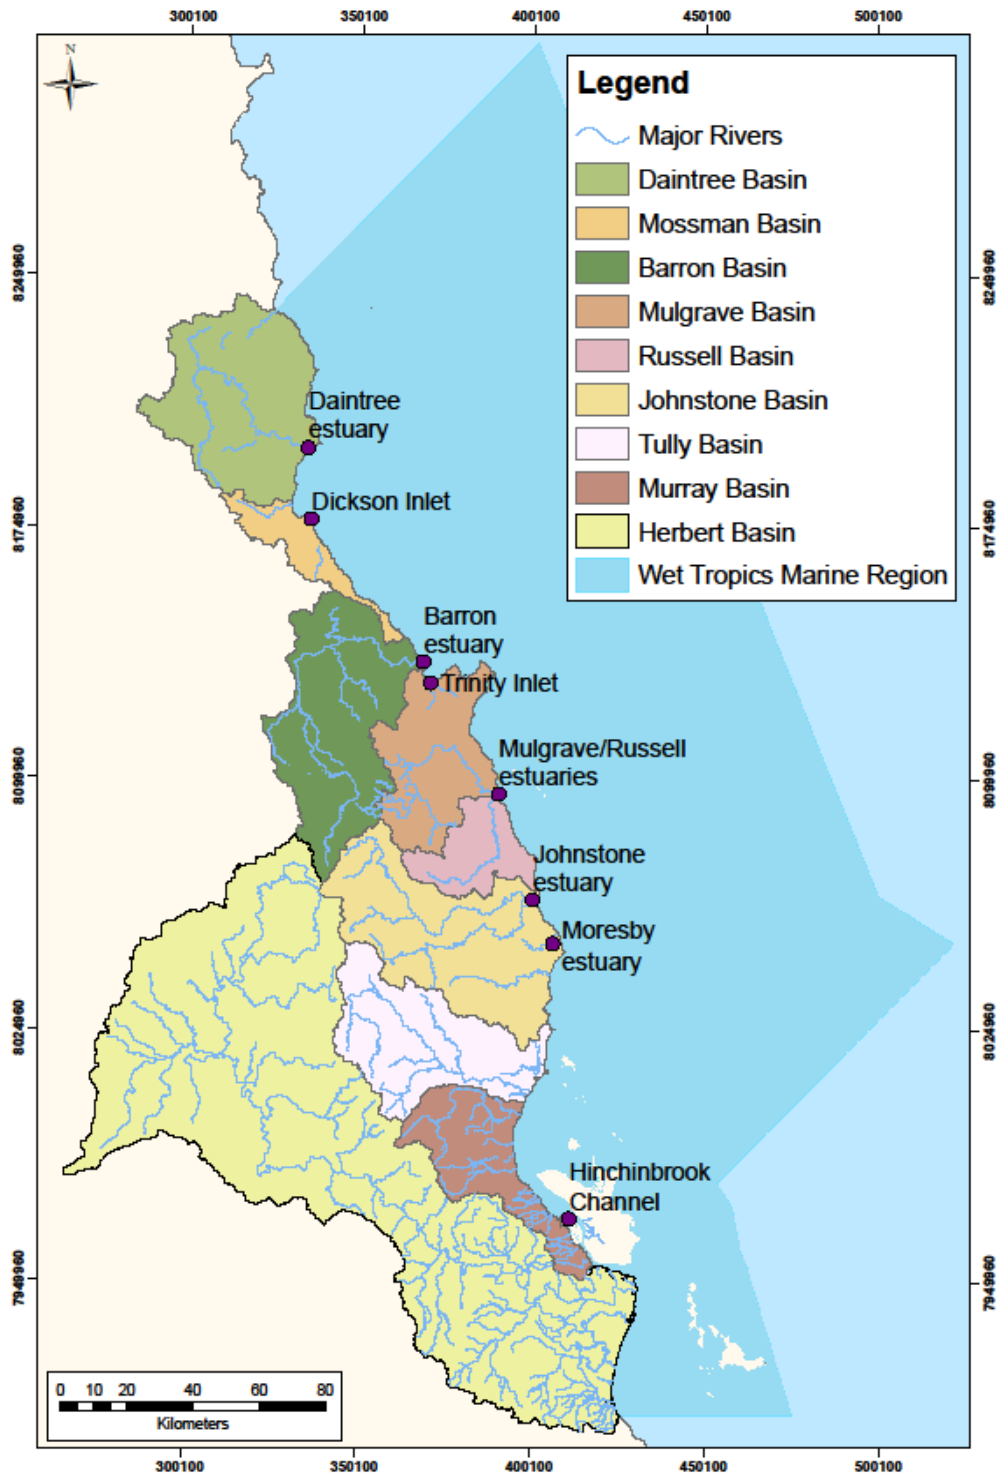 300100 350100 400100 450100 500100
N
Legend
Major Rivers
Daintree Basin
Mossman Basin
Barron Basin
Mulgrave Basin
Russell Basin
Johnstone Basin
Tully Basin
Murray Basin
Herbert Basin
Wet Tropics Marine Region
8249960 8249960
Daintree
estuary
Dickson Inlet
8174960 8174960
Barron
estuary
Trinity Inlet
Mulgrave/Russell
estuaries
8099960 8099960
Johnstone
estuary
Moresby
estuary
8024960 8024960
Hinchinbrook
Channel
7949960 7949960
0 10 20 40 60 80
Kilometers
300100 350100 400100 450100 500100